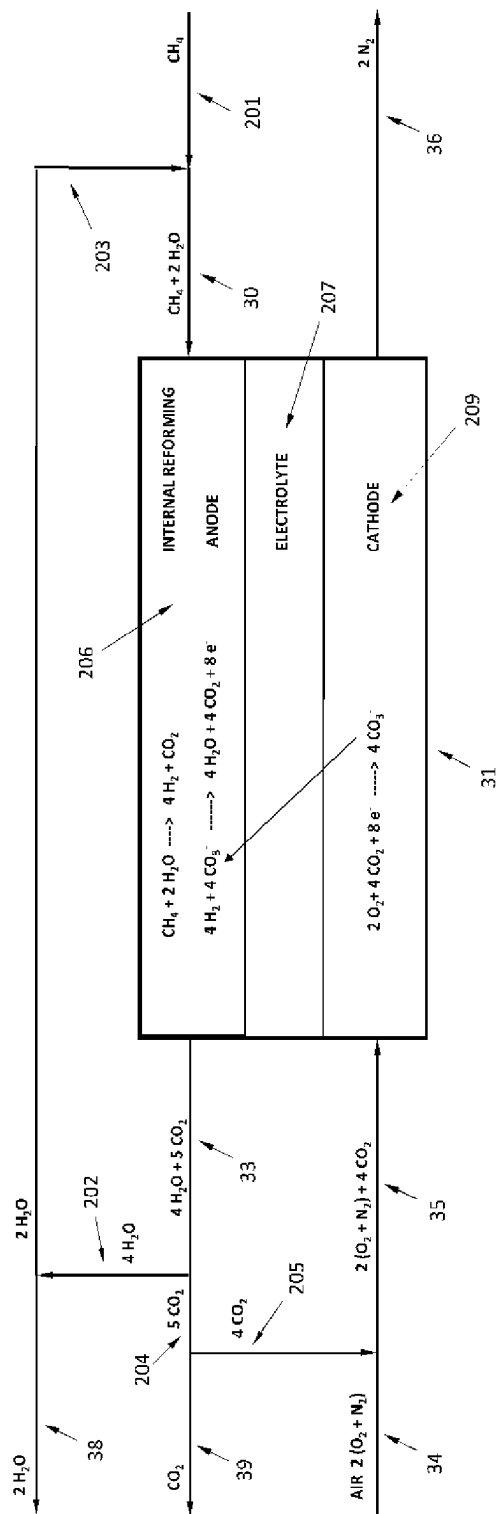 2 H₂O
2 H₂O
38
202
4 H₂O
203
CO₂
39
5 CO₂
204
4 CO₂
205
4 H₂O + 5 CO₂
33
CH₄ + 2 H₂O
30
CH₄
201
206
CH₄ + 2 H₂O ----> 4 H₂ + CO₂
INTERNAL REFORMING
4 H₂ + 4 CO₃⁻ -----> 4 H₂O + 4 CO₂ + 8 e⁻
ANODE
ELECTROLYTE
207
2 O₂+ 4 CO₂ + 8 e⁻ -----> 4 CO₃⁻
CATHODE
209
31
AIR 2 (O₂ + N₂)
34
2 (O₂ + N₂) + 4 CO₂
35
2 N₂
36